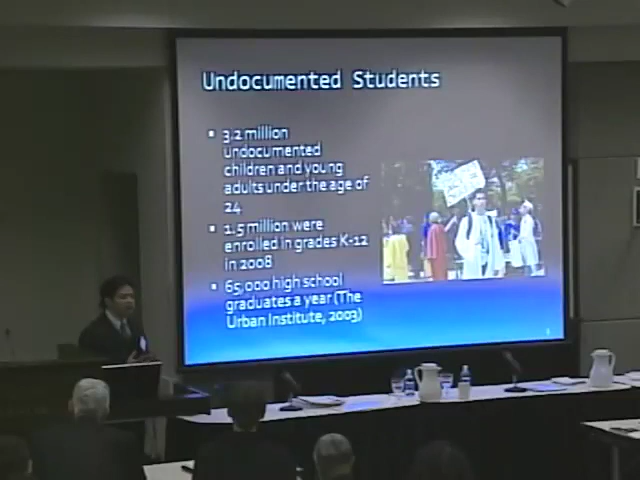 Undocumented Students
▪ 3.2 million
undocumented
children and young
adults under the age of
24
▪ 1.5 million were
enrolled in grades K-12
in 2008
▪ 65,000 high school
graduates a year (The
Urban Institute, 2003)